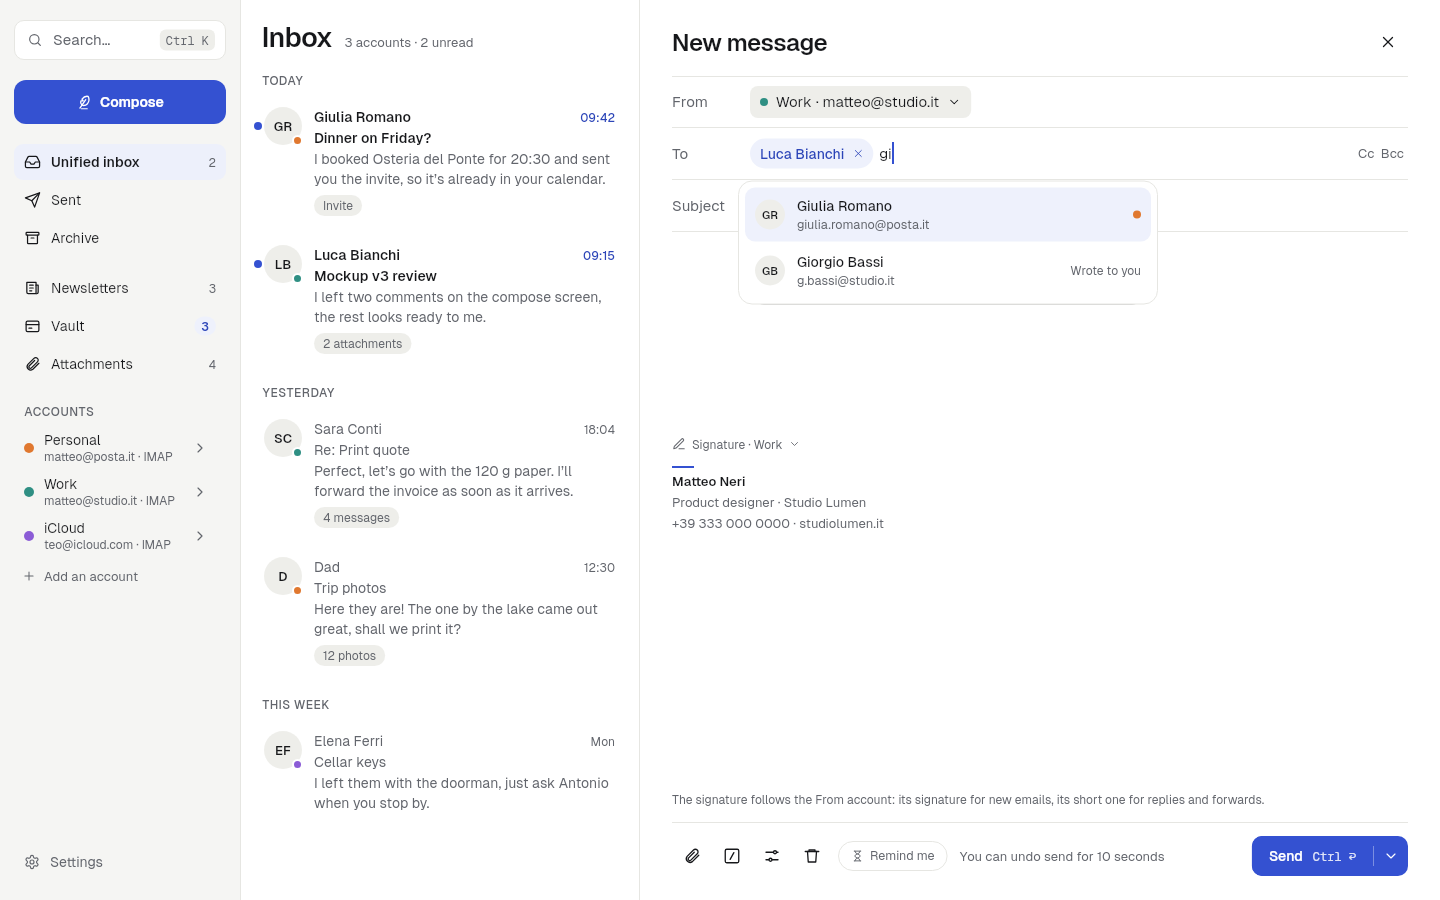 Search…
Ctrl K
Compose
Unified inbox
2
Sent
Archive
Newsletters
3
Vault
3
Attachments
4
ACCOUNTS
Personal
matteo@posta.it · IMAP
Work
matteo@studio.it · IMAP
iCloud
teo@icloud.com · IMAP
Add an account
Settings
Inbox
3 accounts · 2 unread
TODAY
GR
Giulia Romano
09:42
Dinner on Friday?
I booked Osteria del Ponte for 20:30 and sent
you the invite, so it’s already in your calendar.
Invite
LB
Luca Bianchi
09:15
Mockup v3 review
I left two comments on the compose screen,
the rest looks ready to me.
2 attachments
YESTERDAY
SC
Sara Conti
18:04
Re: Print quote
Perfect, let’s go with the 120 g paper. I’ll
forward the invoice as soon as it arrives.
4 messages
D
Dad
12:30
Trip photos
Here they are! The one by the lake came out
great, shall we print it?
12 photos
THIS WEEK
EF
Elena Ferri
Mon
Cellar keys
I left them with the doorman, just ask Antonio
when you stop by.
New message
From
Work · matteo@studio.it
To
Luca Bianchi
gi
Cc Bcc
Subject
GR
Giulia Romano
giulia.romano@posta.it
GB
Giorgio Bassi
g.bassi@studio.it
Wrote to you
Signature · Work
Matteo Neri
Product designer · Studio Lumen
+39 333 000 0000 · studiolumen.it
The signature follows the From account: its signature for new emails, its short one for replies and forwards.
Remind me
You can undo send for 10 seconds
Send Ctrl